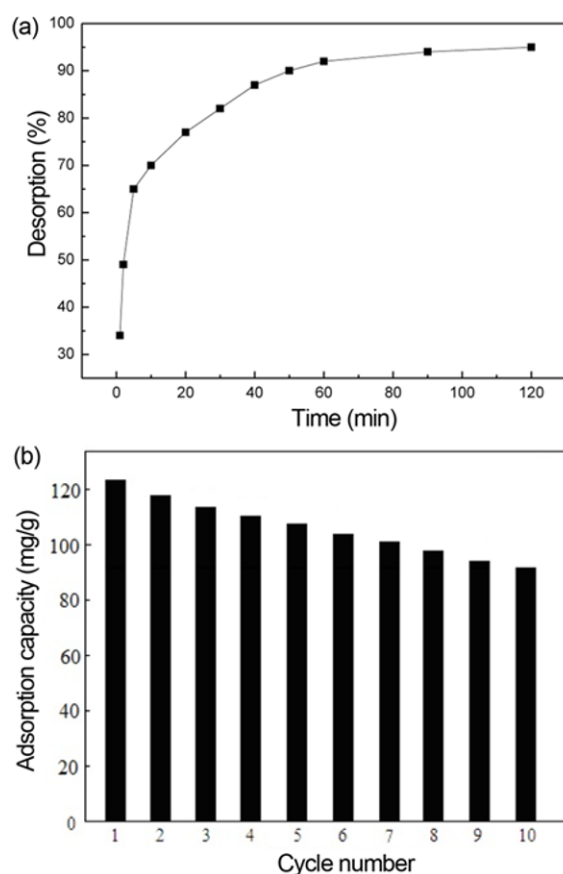 (a)
100
90
80
70
60
50
40
30
Desorption (%)
0 20 40 60 80 100 120
Time (min)
(b)
120
100
80
60
40
20
0
Adsorption capacity (mg/g)
1 2 3 4 5 6 7 8 9 10
Cycle number